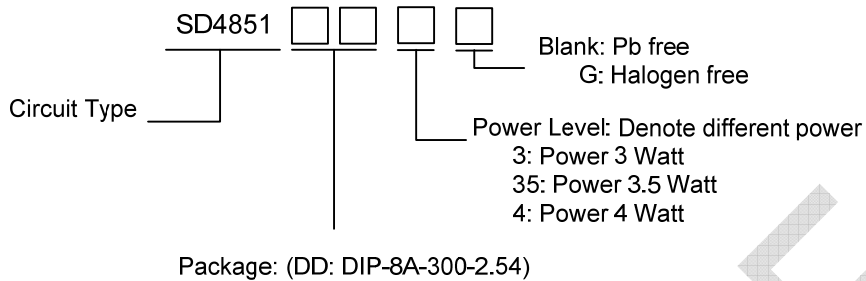 SD4851
Blank: Pb free
G: Halogen free
Circuit Type
Power Level: Denote different power
3: Power 3 Watt
35: Power 3.5 Watt
4: Power 4 Watt
Package: (DD: DIP-8A-300-2.54)